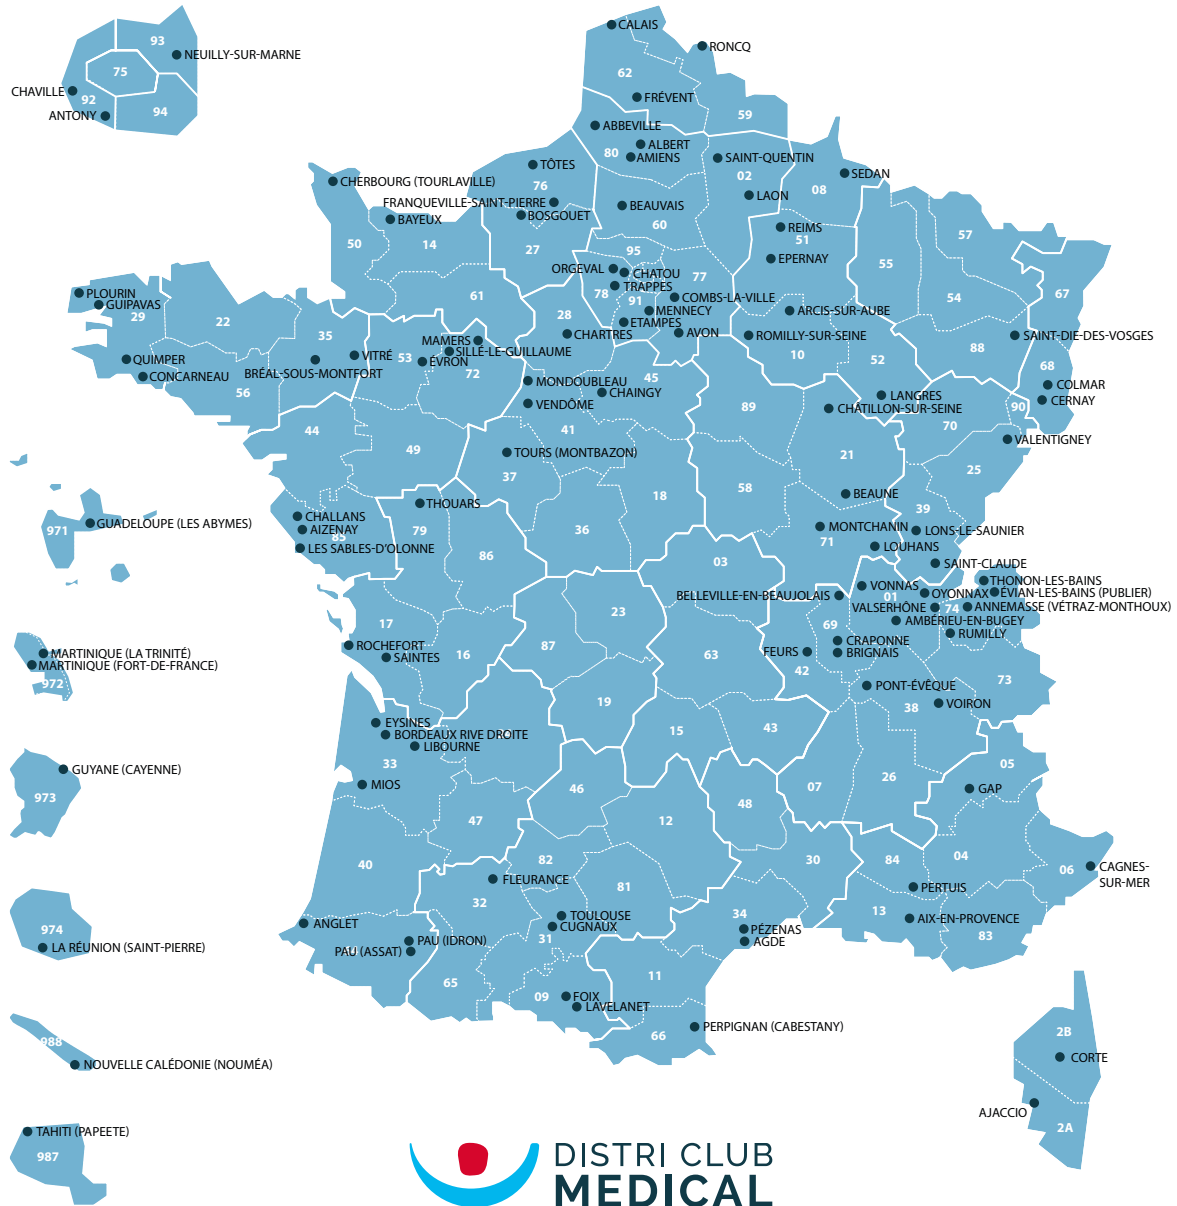 CALAIS
93
RONCQ
NEUILLY-SUR-MARNE
75
62
CHAVILLE
92
FRÉVENT
94
ANTONY
59
ABBEVILLE
ALBERT
80
AMIENS
SAINT-QUENTIN
TÔTES
02
SEDAN
CHERBOURG (TOURLAVILLE)
76
08
LAON
FRANQUEVILLE-SAINT-PIERRE
BEAUVAIS
BOSGOUET
BAYEUX
60
REIMS
57
50
14
51
27
95
EPERNAY
55
ORGEVAL
CHATOU
77
TRAPPES
PLOURIN
78
67
61
91
COMBS-LA-VILLE
54
GUIPAVAS
29
MENNECY
ARCIS-SUR-AUBE
28
22
ETAMPES
35
CHARTRES
AVON
ROMILLY-SUR-SEINE
SAINT-DIE-DES-VOSGES
MAMERS
88
SILLÉ-LE-GUILLAUME
VITRÉ
53
10
52
QUIMPER
ÉVRON
68
BRÉAL-SOUS-MONTFORT
72
45
CONCARNEAU
MONDOUBLEAU
COLMAR
CHAINGY
56
LANGRES
CERNAY
VENDÔME
89
CHÂTILLON-SUR-SEINE
90
70
44
41
VALENTIGNEY
49
TOURS (MONTBAZON)
21
37
25
58
BEAUNE
18
THOUARS
39
CHALLANS
971
GUADELOUPE (LES ABYMES)
MONTCHANIN
AIZENAY
79
36
LONS-LE-SAUNIER
85
71
LES SABLES-D'OLONNE
LOUHANS
86
03
SAINT-CLAUDE
THONON-LES-BAINS
VONNAS
ÉVIAN-LES-BAINS (PUBLIER)
BELLEVILLE-EN-BEAUJOLAIS
01
OYONNAX
VALSERHÔNE
74
ANNEMASSE (VÉTRAZ-MONTHOUX)
23
AMBÉRIEU-EN-BUGEY
17
69
RUMILLY
CRAPONNE
ROCHEFORT
87
MARTINIQUE (LA TRINITÉ)
16
63
FEURS
BRIGNAIS
SAINTES
MARTINIQUE (FORT-DE-FRANCE)
42
972
PONT-ÉVÊQUE
73
19
VOIRON
38
EYSINES
15
43
BORDEAUX RIVE DROITE
LIBOURNE
33
05
GUYANE (CAYENNE)
26
MIOS
07
46
GAP
973
48
47
12
04
82
30
40
84
06
CAGNES-
SUR-MER
FLEURANCE
81
PERTUIS
32
13
TOULOUSE
34
AIX-EN-PROVENCE
ANGLET
974
CUGNAUX
PÉZENAS
83
31
PAU (IDRON)
AGDE
LA RÉUNION (SAINT-PIERRE)
PAU (ASSAT)
65
11
09
FOIX
LAVELANET
PERPIGNAN (CABESTANY)
2B
66
988
CORTE
NOUVELLE CALÉDONIE (NOUMÉA)
AJACCIO
TAHITI (PAPEETE)
2A
987
DISTRI CLUB
MEDICAL